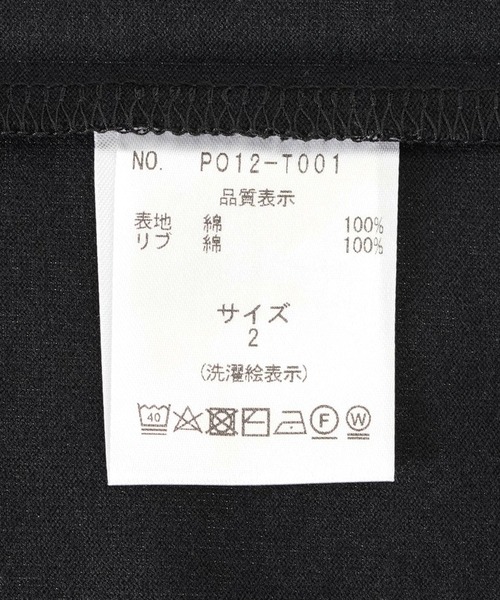 NO. P012-T001
品質表示
表地 綿 100%
リブ 綿 100%
サイズ
2
(洗濯絵表示)
40 F W